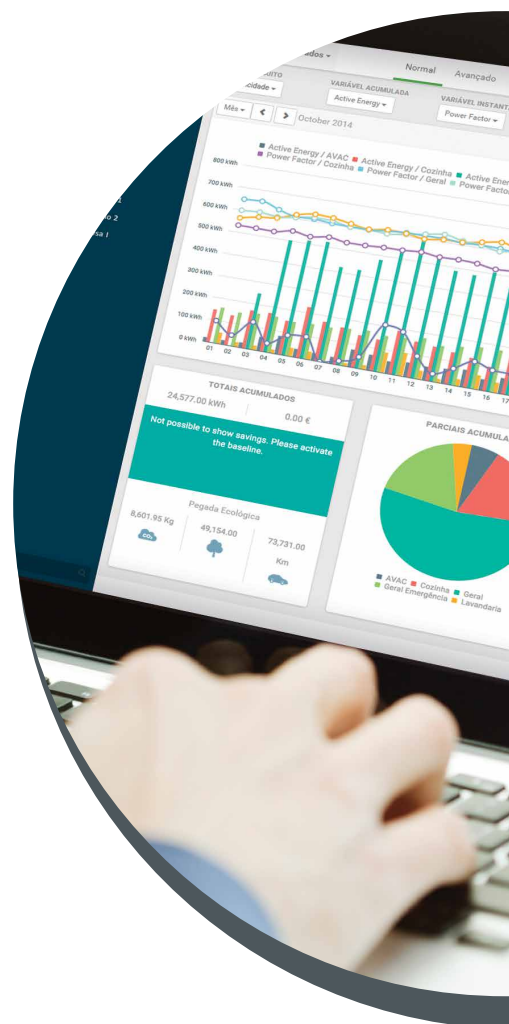 Normal Avançado
VARIÁVEL ACUMULADA
Active Energy
Power Factor
Mês
October 2014
Active Energy / AVAC Active Energy / Cozinha
Power Factor / Cozinha Power Factor / Geral
800 kWh
700 kWh
600 kWh
500 kWh
400 kWh
300 kWh
200 kWh
100 kWh
0 kWh
01 02 03 04 05 06 07 08 09 10 11 12 13 14 15 16 17
TOTAIS ACUMULADOS
24,577.00 kWh 0.00 €
Not possible to show savings. Please activate
the baseline.
Pegada Ecológica
8,601.95 Kg 49,154.00 73,731.00
Km
CO₂
PARCIAIS
AVAC Cozinha Geral
Geral Emergência Lavandaria